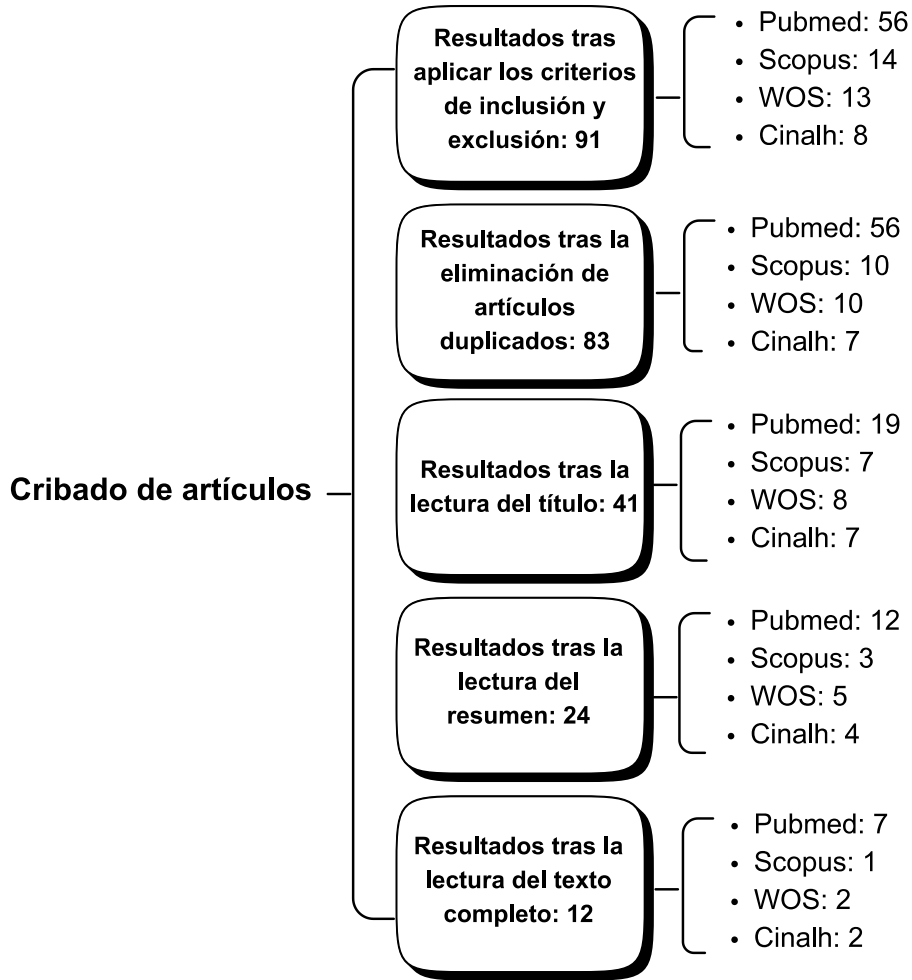 Cribado de artículos
Resultados tras
aplicar los criterios
de inclusión y
exclusión: 91
• Pubmed: 56
• Scopus: 14
• WOS: 13
• Cinalh: 8
Resultados tras la
eliminación de
artículos
duplicados: 83
• Pubmed: 56
• Scopus: 10
• WOS: 10
• Cinalh: 7
Resultados tras la
lectura del título: 41
• Pubmed: 19
• Scopus: 7
• WOS: 8
• Cinalh: 7
Resultados tras la
lectura del
resumen: 24
• Pubmed: 12
• Scopus: 3
• WOS: 5
• Cinalh: 4
Resultados tras la
lectura del texto
completo: 12
• Pubmed: 7
• Scopus: 1
• WOS: 2
• Cinalh: 2